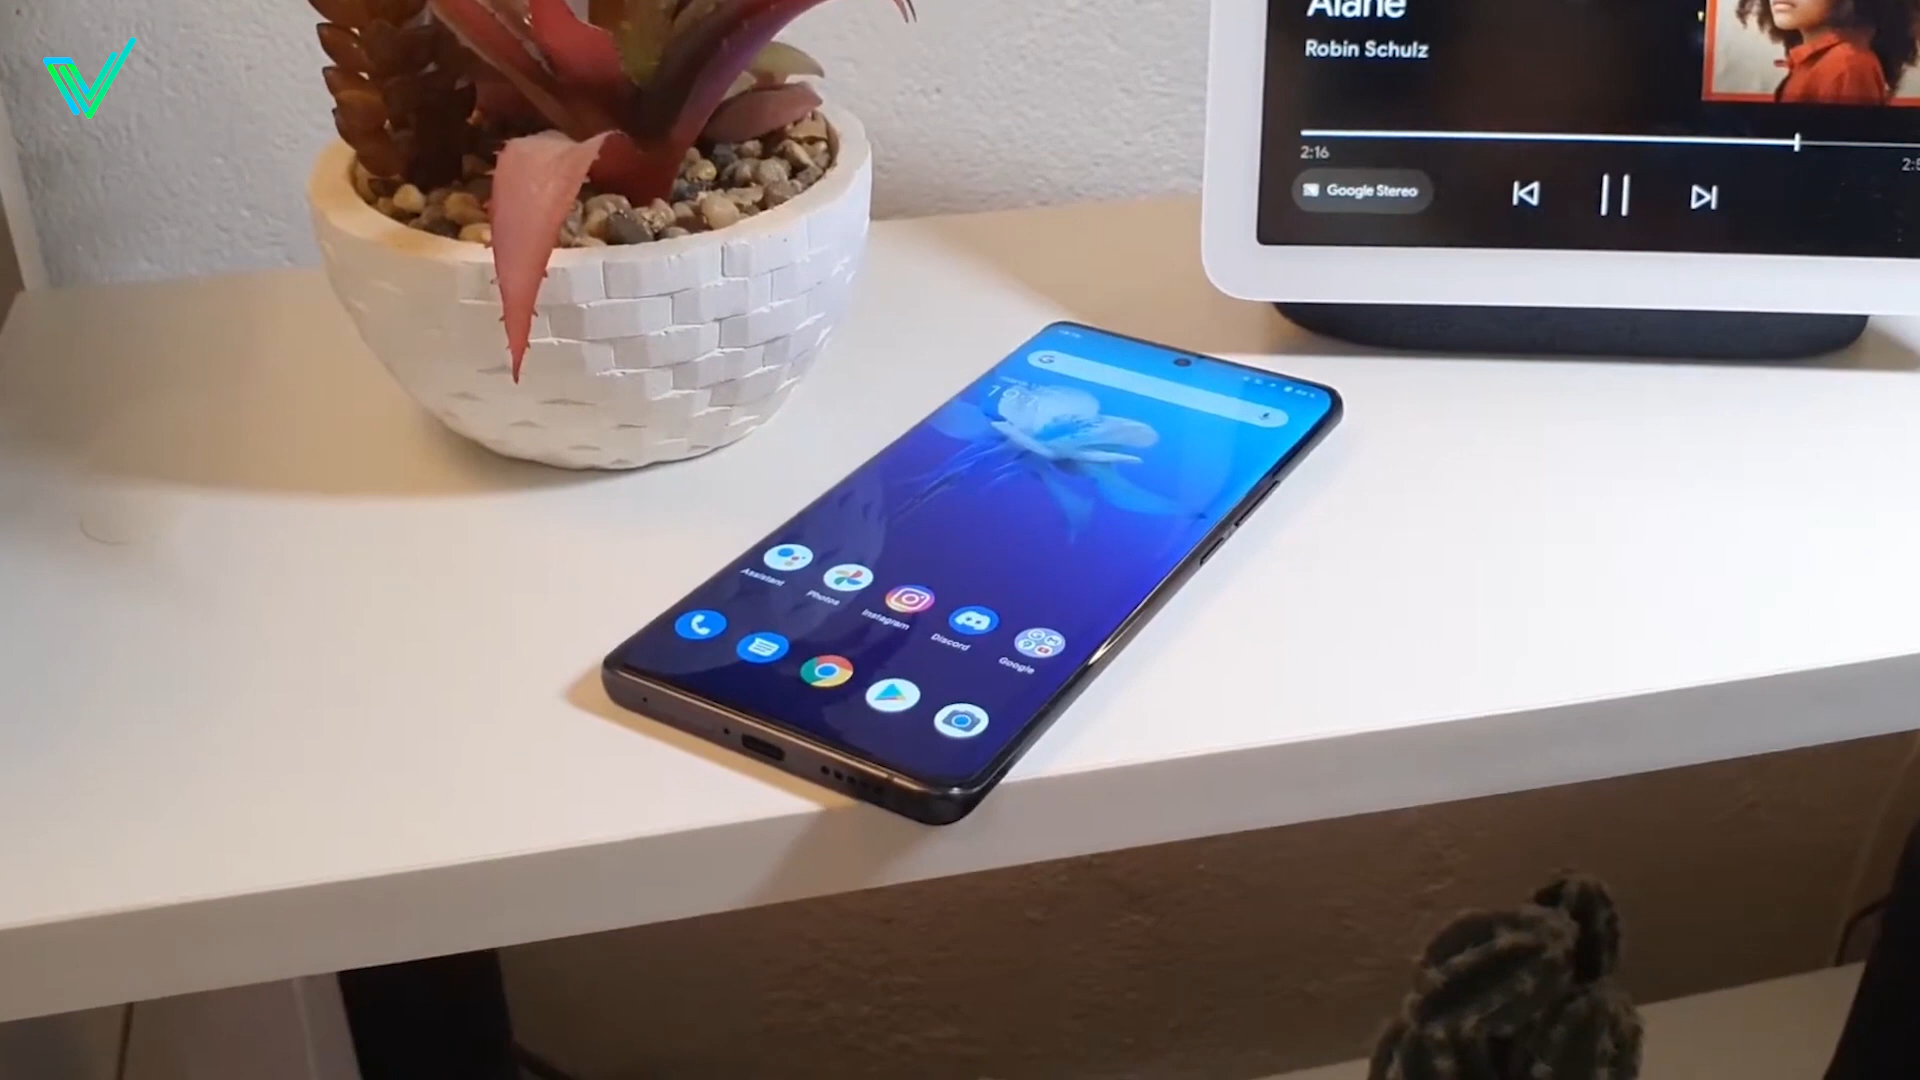 Alane
Robin Schulz
2:16
Google Stereo
Assistant
Photos
Instagram
Discord
Google